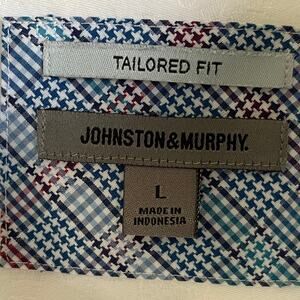 TAILORED FIT
JOHNSTON&MURPHY.
L
MADE IN
INDONESIA